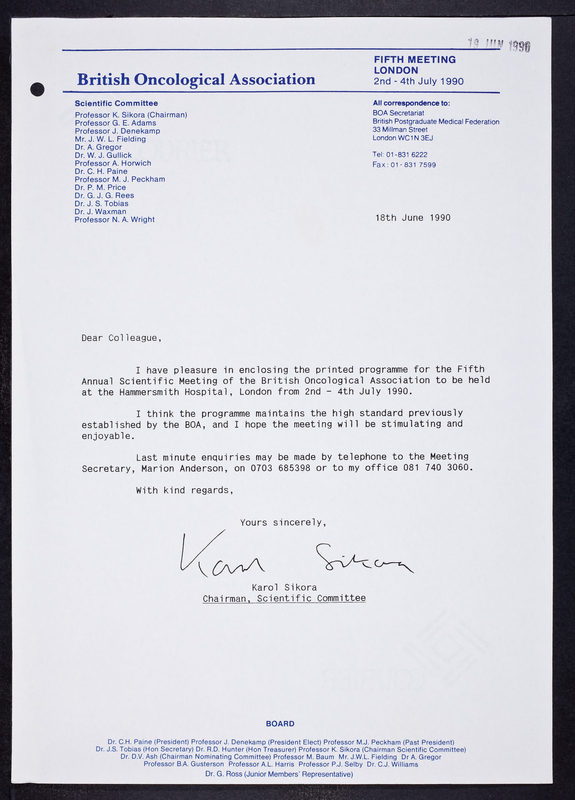 19 JUN 1990
British Oncological Association
FIFTH MEETING
LONDON
2nd - 4th July 1990
Scientific Committee
Professor K. Sikora (Chairman)
Professor G. E. Adams
Professor J. Denekamp
Mr. J. W. L. Fielding
Dr. A. Gregor
Dr. W. J. Gullick
Professor A. Horwich
Dr. C. H. Paine
Professor M. J. Peckham
Dr. P. M. Price
Dr. G. J. G. Rees
Dr. J. S. Tobias
Dr. J. Waxman
Professor N. A. Wright
All correspondence to:
BOA Secretariat
British Postgraduate Medical Federation
33 Millman Street
London WC1N 3EJ
Tel: 01-831 6222
Fax: 01-831 7599
18th June 1990
Dear Colleague,
I have pleasure in enclosing the printed programme for the Fifth
Annual Scientific Meeting of the British Oncological Association to be held
at the Hammersmith Hospital, London from 2nd - 4th July 1990.
I think the programme maintains the high standard previously
established by the BOA, and I hope the meeting will be stimulating and
enjoyable.
Last minute enquiries may be made by telephone to the Meeting
Secretary, Marion Anderson, on 0703 685398 or to my office 081 740 3060.
With kind regards,
Yours sincerely,
Karol Sikora
Karol Sikora
Chairman, Scientific Committee
BOARD
Dr. C.H. Paine (President) Professor J. Denekamp (President Elect) Professor M.J. Peckham (Past President)
Dr. J.S. Tobias (Hon Secretary) Dr. R.D. Hunter (Hon Treasurer) Professor K. Sikora (Chairman Scientific Committee)
Dr. D.V. Ash (Chairman Nominating Committee) Professor M. Baum Mr. J.W.L. Fielding Dr A. Gregor
Professor B.A. Gusterson Professor A.L. Harris Professor P.J. Selby Dr. C.J. Williams
Dr. G. Ross (Junior Members' Representative)